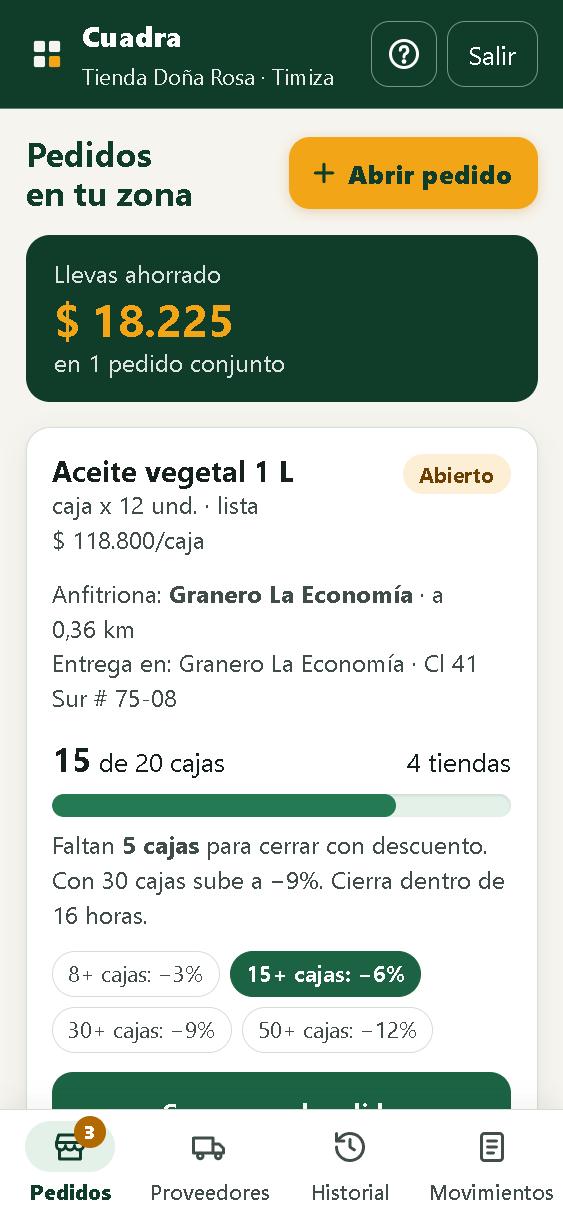 Cuadra
Tienda Doña Rosa · Timiza
Salir
Pedidos
en tu zona
+ Abrir pedido
Llevas ahorrado
$ 18.225
en 1 pedido conjunto
Aceite vegetal 1 L
Abierto
caja x 12 und. · lista
$ 118.800/caja
Anfitriona: Granero La Economía · a
0,36 km
Entrega en: Granero La Economía · Cl 41
Sur # 75-08
15 de 20 cajas
4 tiendas
Faltan 5 cajas para cerrar con descuento.
Con 30 cajas sube a −9%. Cierra dentro de
16 horas.
8+ cajas: −3%
15+ cajas: −6%
30+ cajas: −9%
50+ cajas: −12%
3
Pedidos
Proveedores
Historial
Movimientos